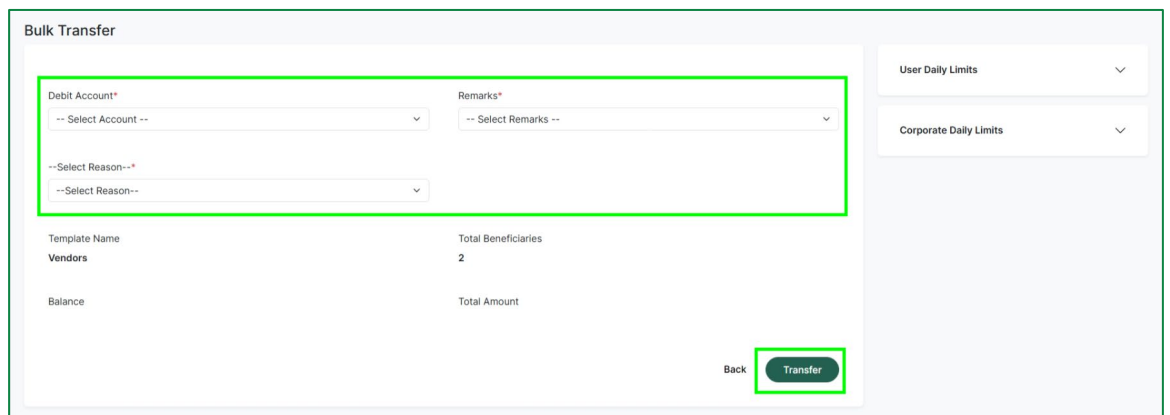 Bulk Transfer
Debit Account*
Remarks*
-- Select Account --
-- Select Remarks --
--Select Reason--*
--Select Reason--
Template Name
Total Beneficiaries
Vendors
2
Balance
Total Amount
Back
Transfer
User Daily Limits
Corporate Daily Limits